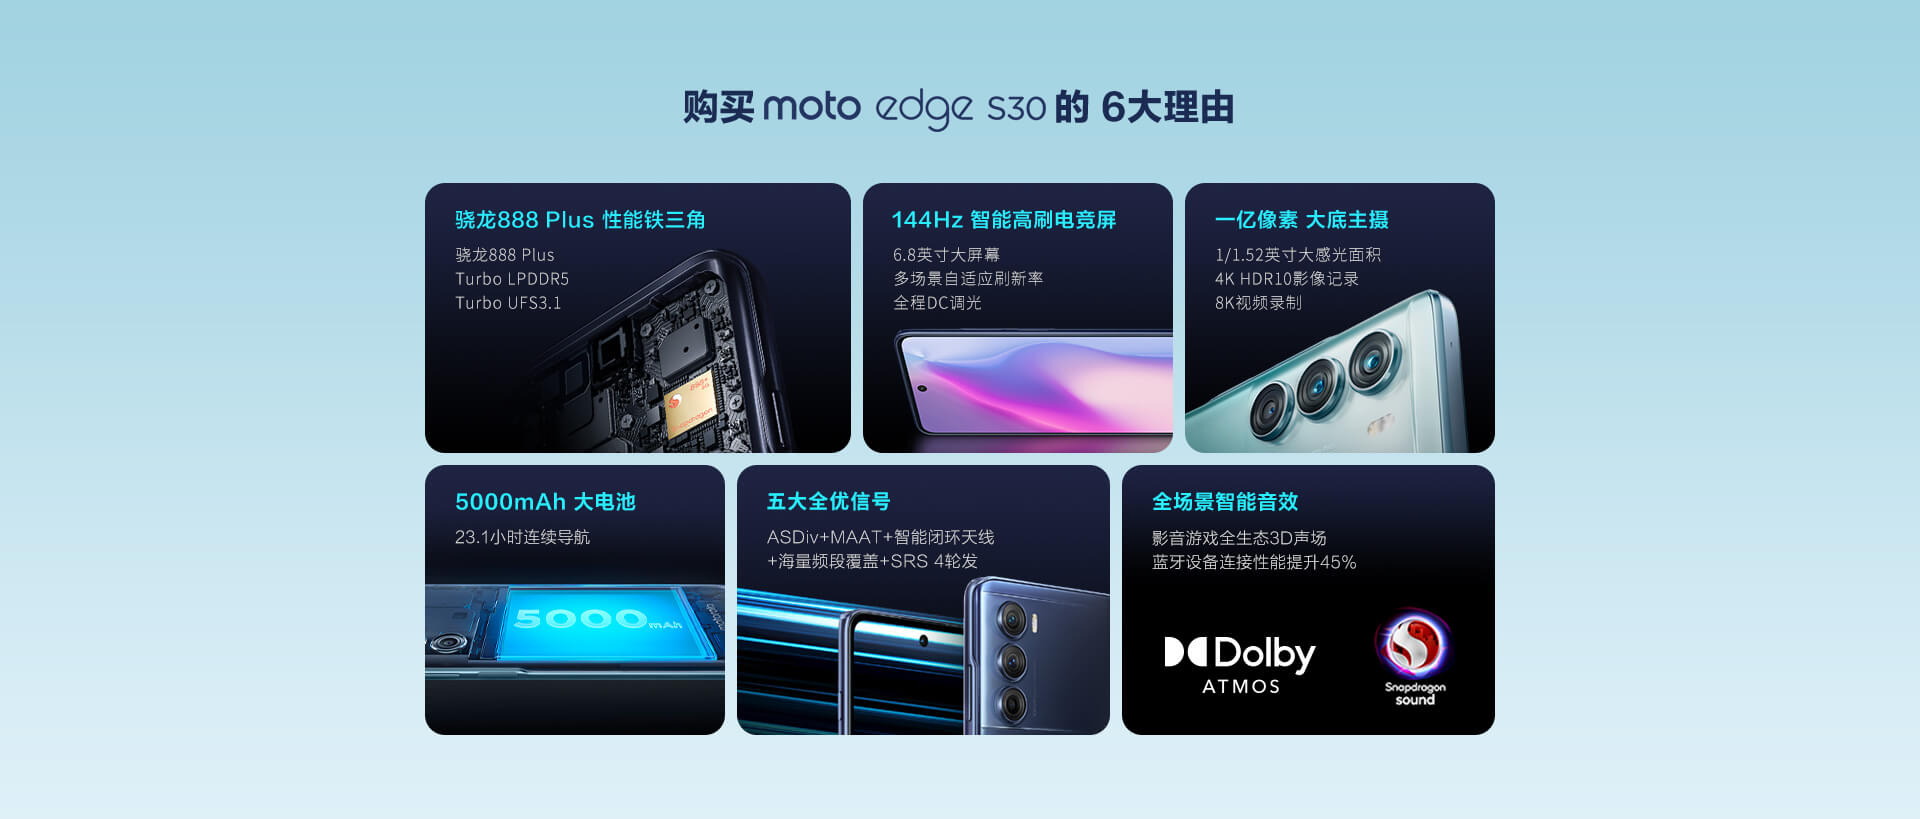 购买 moto edge s30 的 6大理由
骁龙888 Plus 性能铁三角
骁龙888 Plus
Turbo LPDDR5
Turbo UFS3.1
888+
5G
snapdragon
144Hz 智能高刷电竞屏
6.8英寸大屏幕
多场景自适应刷新率
全程DC调光
一亿像素 大底主摄
1/1.52英寸大感光面积
4K HDR10影像记录
8K视频录制
5000mAh 大电池
23.1小时连续导航
5000mAh
motorola
五大全优信号
ASDiv+MAAT+智能闭环天线
+海量频段覆盖+SRS 4轮发
全场景智能音效
影音游戏全生态3D声场
蓝牙设备连接性能提升45%
Dolby
ATMOS
Snapdragon
sound